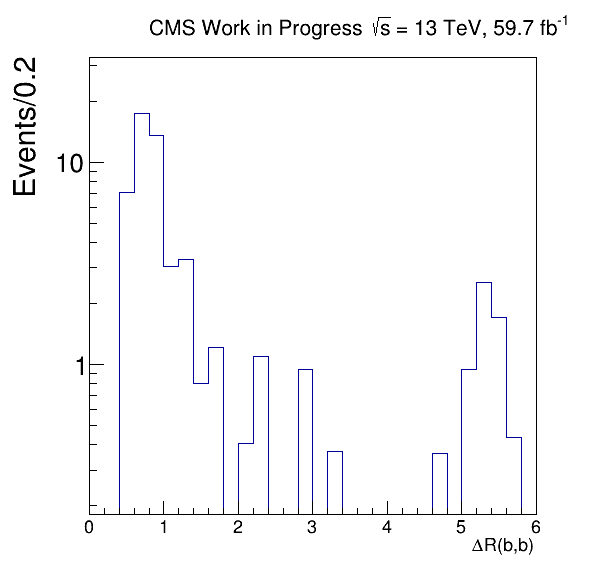 CMS Work in Progress √s = 13 TeV, 59.7 fb⁻¹
Events/0.2
10
1
0 1 2 3 4 5 6
ΔR(b,b)